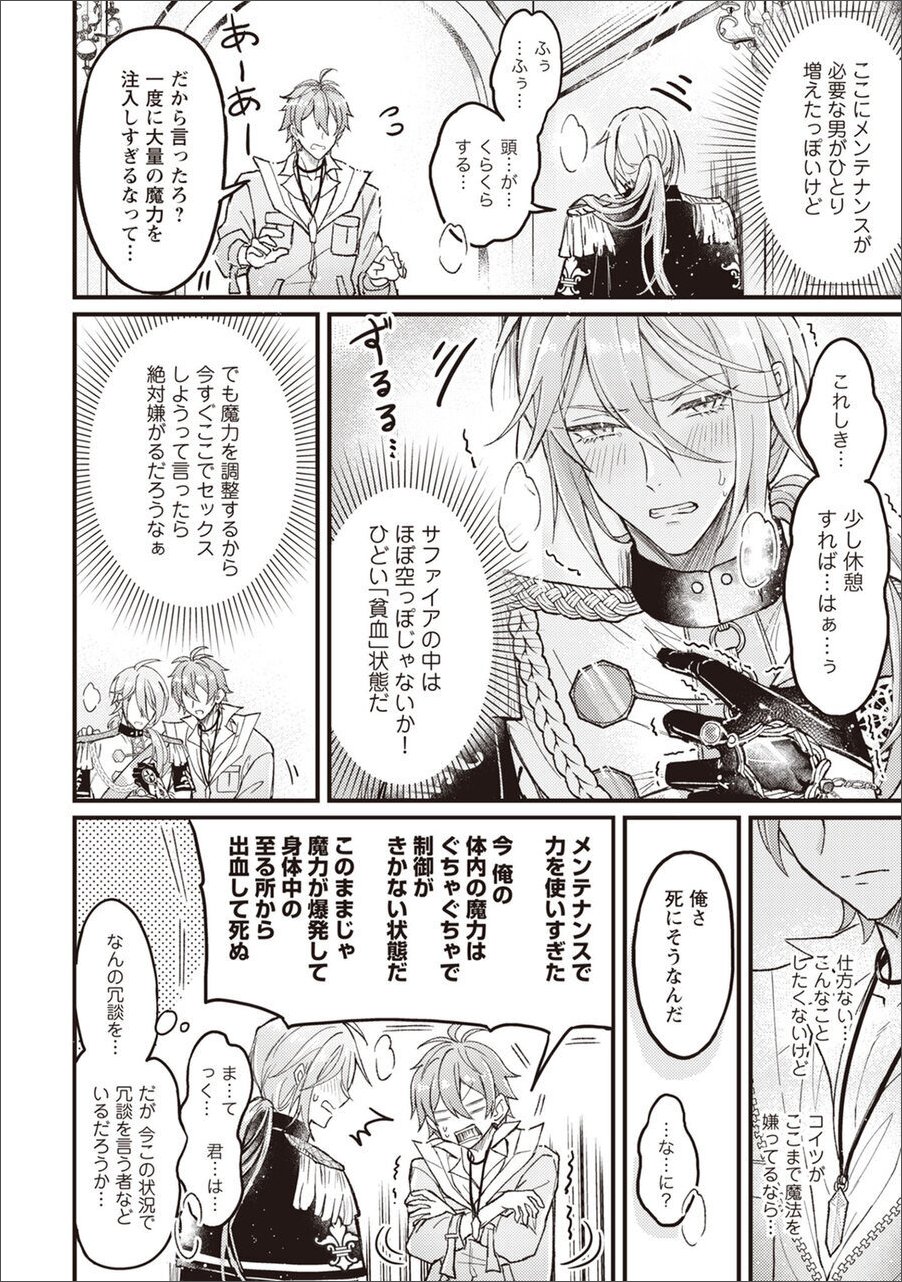 ここにメンテナンスが
必要な男がひとり
増えたっぽいけど
ふぅ
…ふぅ…
頭…が…
くらくら
する…
あ
あーあー
だから言ったろ？
一度に大量の魔力を
注入しすぎるなって…
これしき…
少し休憩
すれば…はぁ…ぅ
ずるる…
サファイアの中は
ほぼ空っぽじゃないか！
ひどい「貧血」状態だ
でも魔力を調整するから
今すぐここでセックス
しようって言ったら
絶対嫌がるだろうなぁ
仕方ない…
こんなこと
したくないけど
コイツが
ここまで魔法を
嫌ってるなら…
俺さ
死にそうなんだ
…な…に？
メンテナンスで
力を使いすぎた
今 俺の
体内の魔力は
ぐちゃぐちゃで
制御が
きかない状態だ
このままじゃ
魔力が爆発して
身体中の
至る所から
出血して死ぬ
ま…て
っく…
君…は…
なんの冗談を…
だが 今この状況で
冗談を言う者など
いるだろうか…